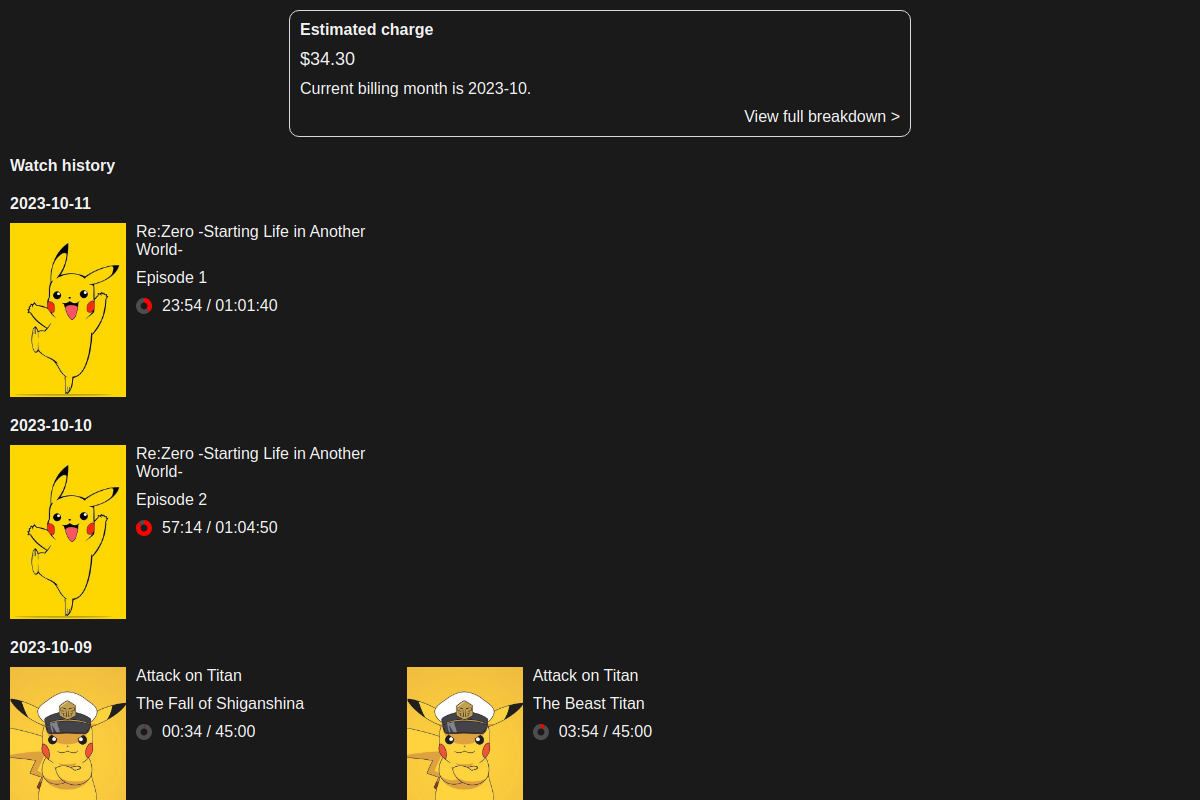 Estimated charge
$34.30
Current billing month is 2023-10.
View full breakdown >
Watch history
2023-10-11
Re:Zero -Starting Life in Another
World-
Episode 1
23:54 / 01:01:40
2023-10-10
Re:Zero -Starting Life in Another
World-
Episode 2
57:14 / 01:04:50
2023-10-09
Attack on Titan
The Fall of Shiganshina
00:34 / 45:00
Attack on Titan
The Beast Titan
03:54 / 45:00